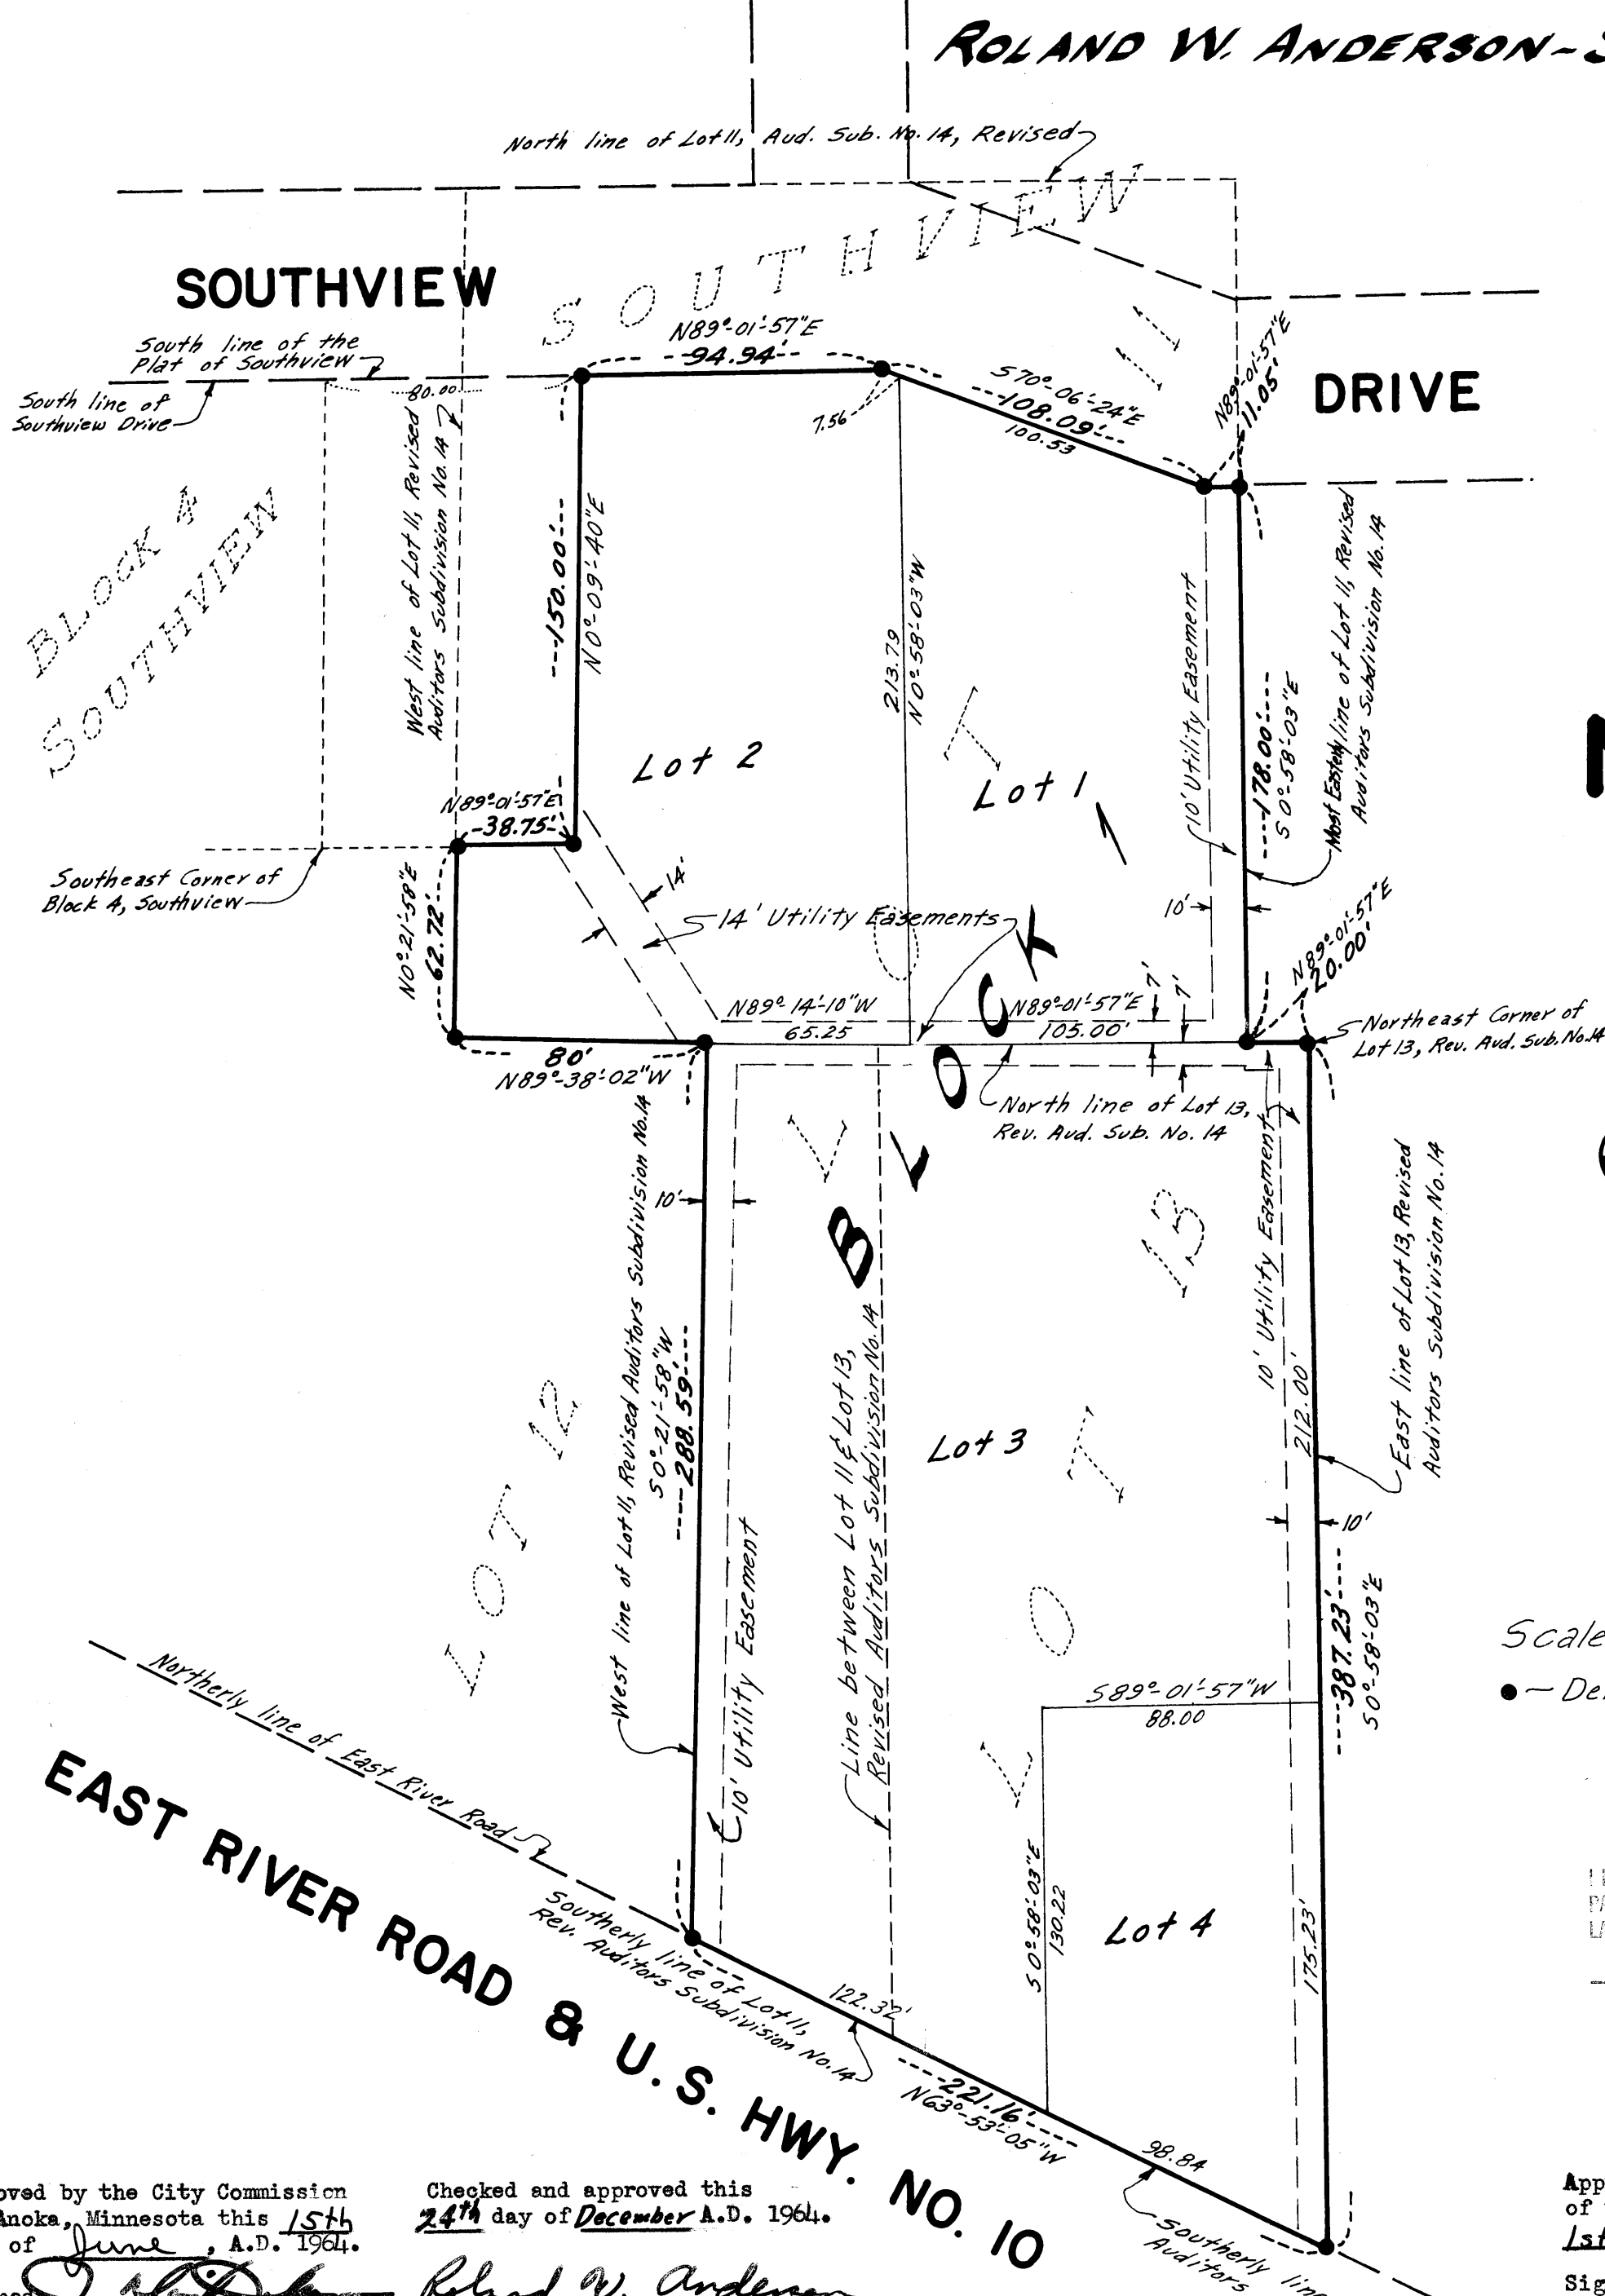 ROLAND W. ANDERSON-
North line of Lot 11, Aud. Sub. No. 14, Revised
SOUTHVIEW
SOUTHVIEW
11
DRIVE
South line of the
Plat of Southview
South line of
Southview Drive
80.00
N89°-01'-57"E
94.94'
7.56
S70°-06'-24"E
108.09'
100.53
N89°-01'-57"E
11.05'
BLOCK 4
SOUTHVIEW
West line of Lot 11, Revised
Auditors Subdivision No. 14
150.00'
N0°-09'-40"E
213.79
N0°-58'-03"W
10' Utility Easement
178.00'
S0°-58'-03"E
Most Easterly line of Lot 11, Revised
Auditors Subdivision No. 14
Lot 2
Lot 1
N89°-01'-57"E
38.75'
Southeast Corner of
Block 4, Southview
N0°-21'-58"E
62.72'
14'
14' Utility Easements
10'
N89°-01'-57"E
20.00'
N89°-14'-10"W
65.25
N89°-01'-57"E
105.00'
7'
7'
Northeast Corner of
Lot 13, Rev. Aud. Sub. No. 14
80'
N89°-38'-02"W
North line of Lot 13,
Rev. Aud. Sub. No. 14
BLOCK 1
LOT
10'
West line of Lot 11, Revised Auditors Subdivision No. 14
S0°-21'-58"W
288.59'
10' Utility Easement
Line between Lot 11 & Lot 13,
Revised Auditors Subdivision No. 14
LOT 12
LOT 13
Lot 3
10' Utility Easement
212.00'
East line of Lot 13, Revised
Auditors Subdivision No. 14
10'
387.23'
S0°-58'-03"E
S89°-01'-57"W
88.00
S0°-58'-03"E
130.22
Lot 4
175.23'
Scale
Northerly line of East River Road
EAST RIVER ROAD & U.S. HWY. NO. 10
Southerly line of Lot 11,
Rev. Auditors Subdivision No. 14
122.32'
221.16'
N63°-53'-05"W
98.84
Southerly line
Auditors
oved by the City Commission
Anoka, Minnesota this 15th
of June, A.D. 1964.
Checked and approved this
24th day of December A.D. 1964.
Roland W. Anderson
App
of
1st
Sig